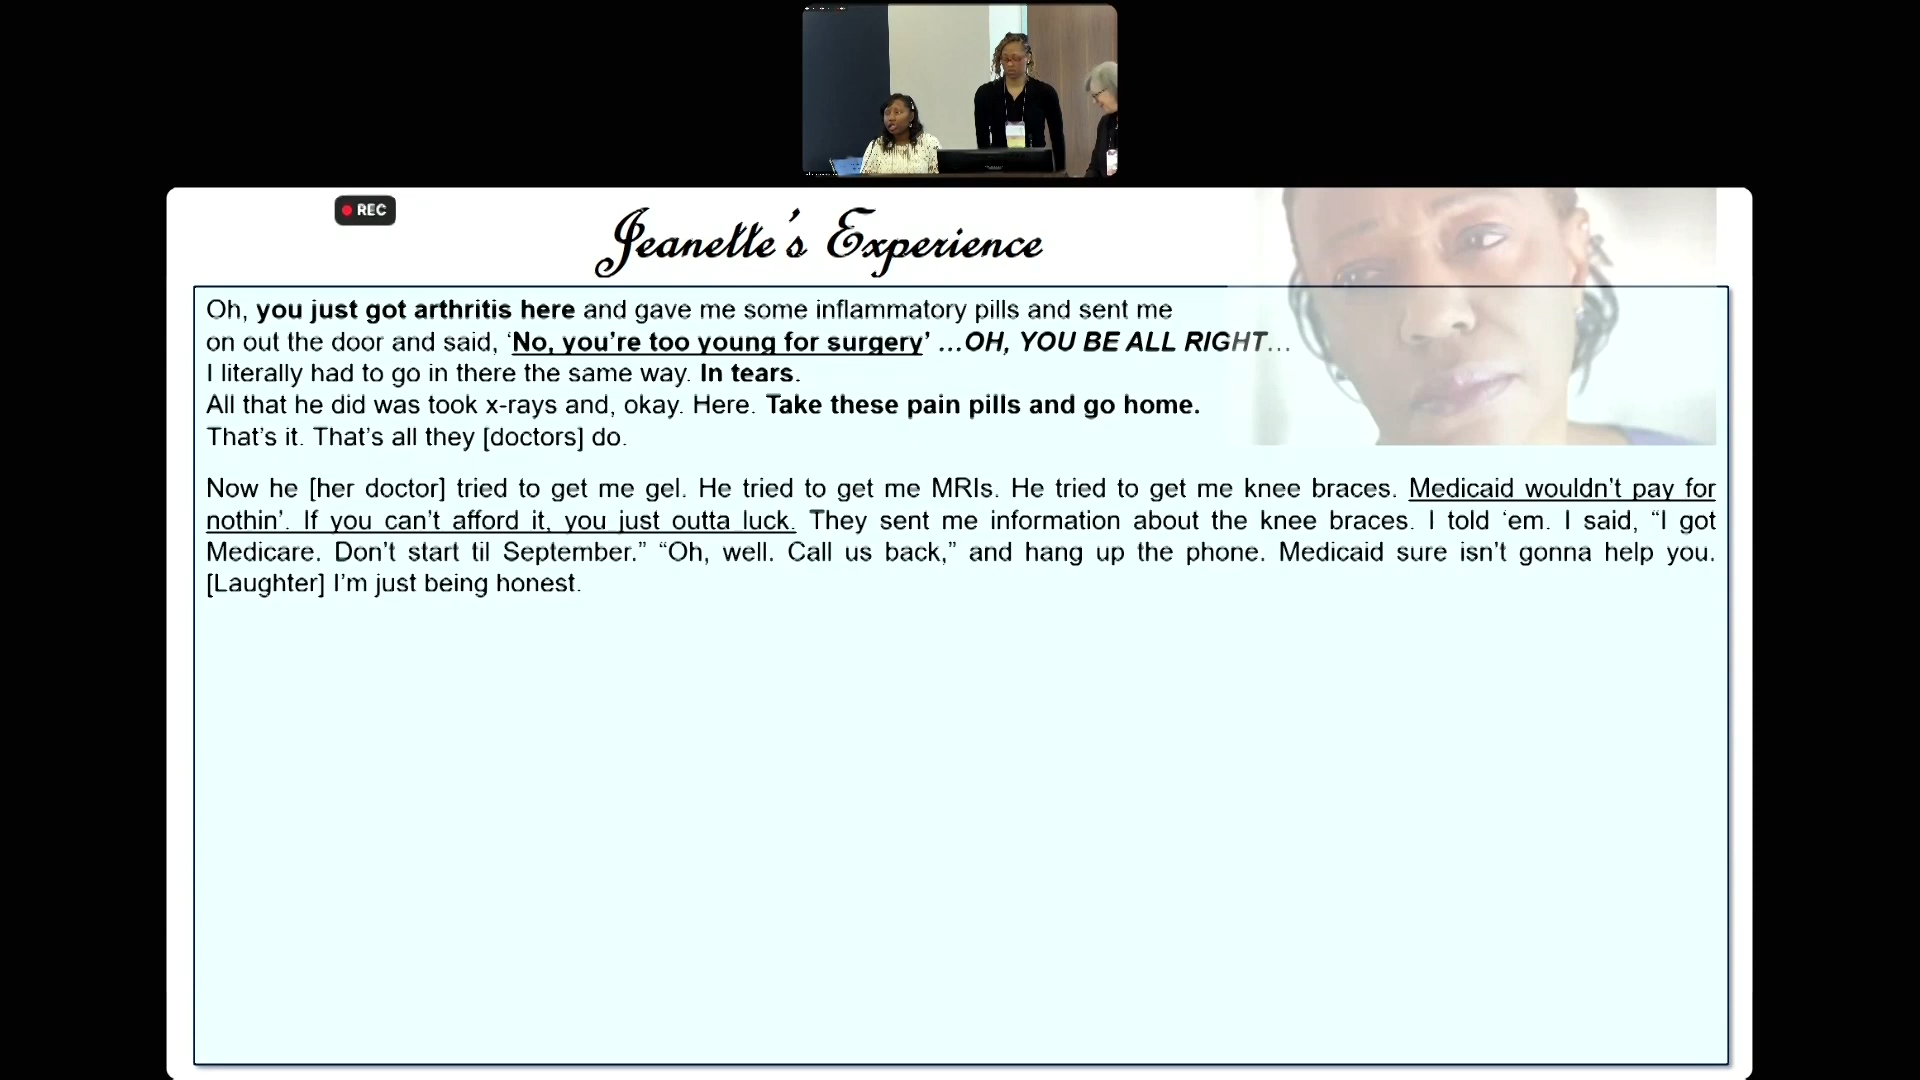 REC
Jeanette's Experience
Oh, you just got arthritis here and gave me some inflammatory pills and sent me
on out the door and said, ‘No, you’re too young for surgery’ …OH, YOU BE ALL RIGHT…
I literally had to go in there the same way. In tears.
All that he did was took x-rays and, okay. Here. Take these pain pills and go home.
That’s it. That’s all they [doctors] do.
Now he [her doctor] tried to get me gel. He tried to get me MRIs. He tried to get me knee braces. Medicaid wouldn’t pay for
nothin’. If you can’t afford it, you just outta luck. They sent me information about the knee braces. I told ‘em. I said, “I got
Medicare. Don’t start til September.” “Oh, well. Call us back,” and hang up the phone. Medicaid sure isn’t gonna help you.
[Laughter] I’m just being honest.